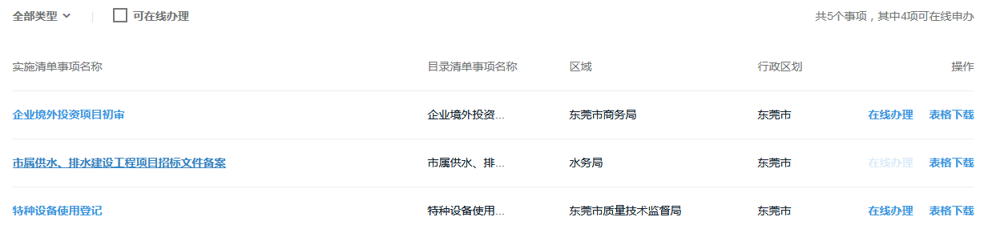 全部类型 可在线办理 共5个事项，其中4项可在线申办
实施清单事项名称 目录清单事项名称 区域 行政区划 操作
企业境外投资项目初审 企业境外投资... 东莞市商务局 东莞市 在线办理 表格下载
市属供水、排水建设工程项目招标文件备案 市属供水、排... 水务局 东莞市 在线办理 表格下载
特种设备使用登记 特种设备使用... 东莞市质量技术监督局 东莞市 在线办理 表格下载